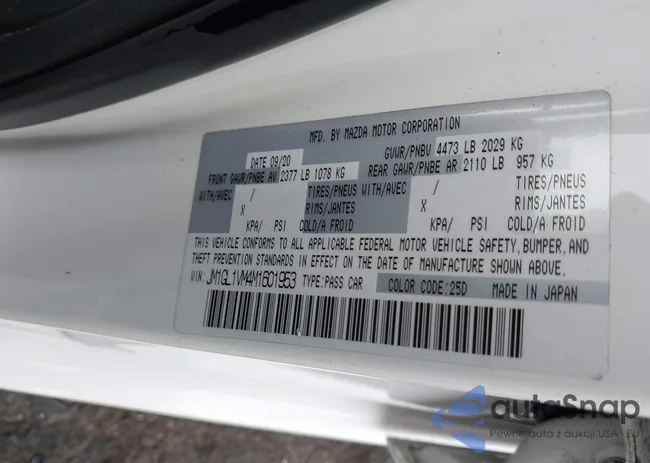 MFD. BY MAZDA MOTOR CORPORATION
DATE 09/20 GVWR/PNBV 4473 LB 2029 KG
FRONT GAWR/PNBE AV 2377 LB 1078 KG REAR GAWR/PNBE AR 2110 LB 957 KG
WITH/AVEC / TIRES/PNEUS WITH/AVEC / TIRES/PNEUS
X RIMS/JANTES X RIMS/JANTES
KPA/ PSI COLD/A FROID KPA/ PSI COLD/A FROID
THIS VEHICLE CONFORMS TO ALL APPLICABLE FEDERAL MOTOR VEHICLE SAFETY, BUMPER, AND
THEFT PREVENTION STANDARDS IN EFFECT ON THE DATE OF MANUFACTURE SHOWN ABOVE.
VIN: JM1GL1VM4M1601953 TYPE: PASS CAR COLOR CODE: 25D MADE IN JAPAN
autoSnap
Pewne auta z aukcji USA - EU